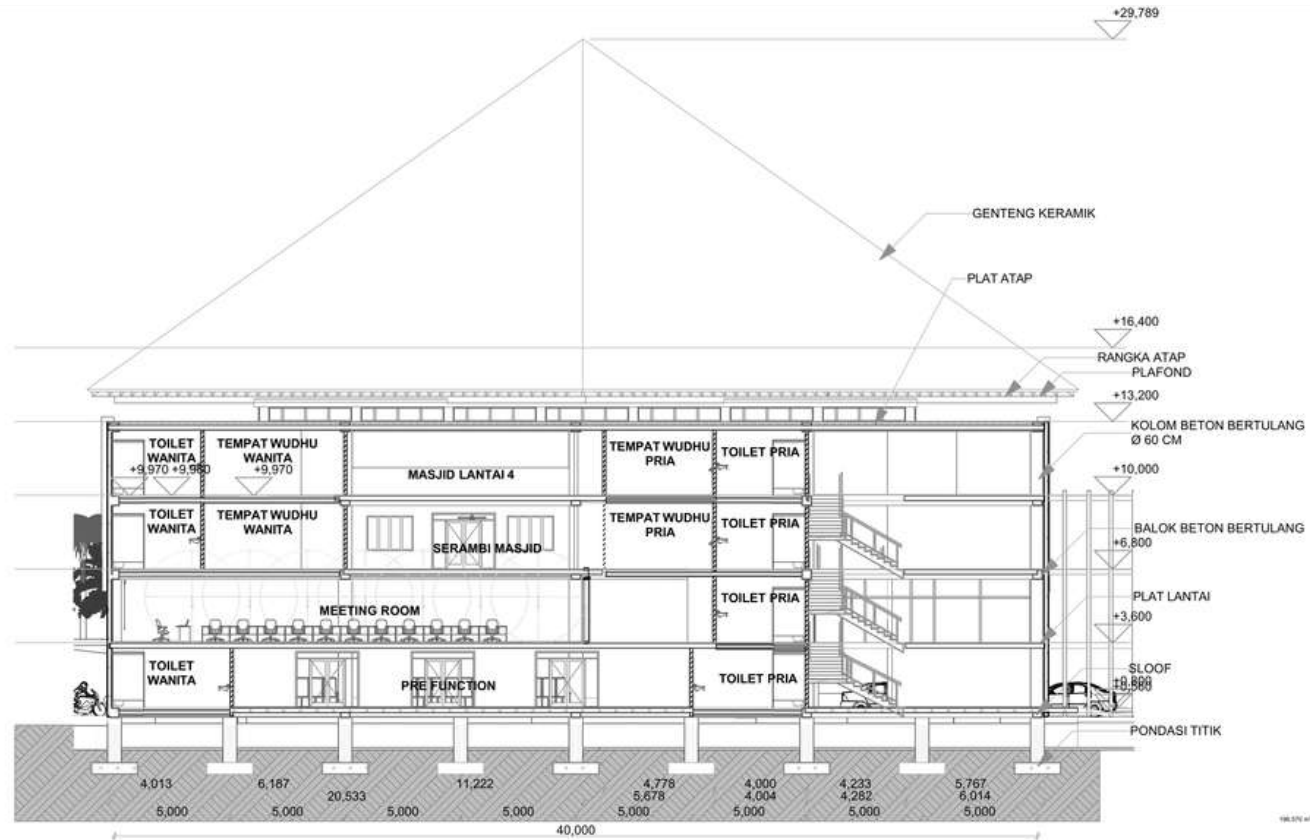 +29,789
GENTENG KERAMIK
PLAT ATAP
+16,400
RANGKA ATAP
PLAFOND
+13,200
KOLOM BETON BERTULANG
Ø 60 CM
TOILET
WANITA
TEMPAT WUDHU
WANITA
MASJID LANTAI 4
TEMPAT WUDHU
PRIA
TOILET PRIA
+9,970
+9,970
+10,000
TOILET
WANITA
TEMPAT WUDHU
WANITA
SERAMBI MASJID
TEMPAT WUDHU
PRIA
TOILET PRIA
BALOK BETON BERTULANG
+6,800
MEETING ROOM
TOILET PRIA
PLAT LANTAI
+3,600
TOILET
WANITA
PRE FUNCTION
TOILET PRIA
SLOOF
PONDASI TITIK
4,013 6,187 11,222 4,778 4,000 4,233 5,767
20,533 5,678 4,004 4,282 6,014
5,000 5,000 5,000 5,000 5,000 5,000 5,000 5,000
40,000